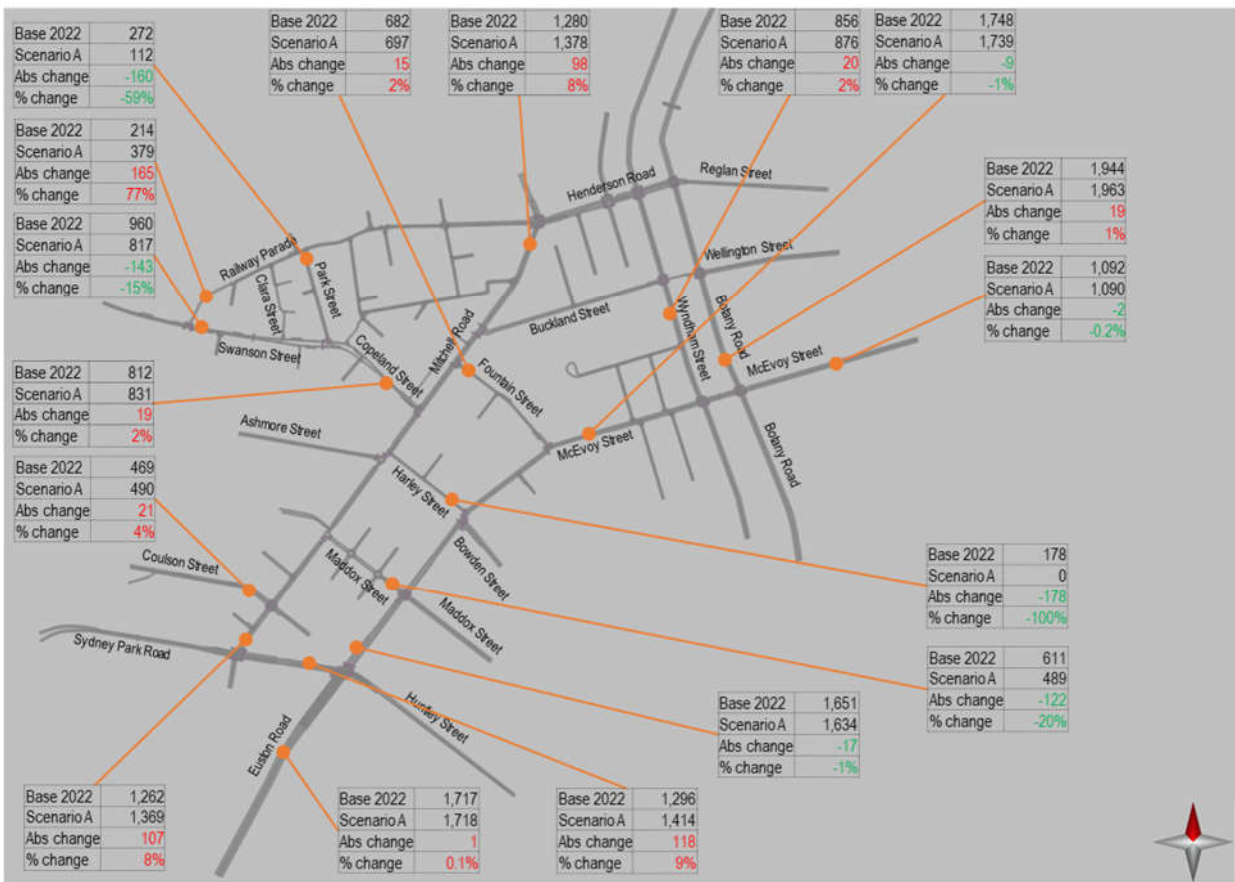 Base 2022 272
Scenario A 112
Abs change -160
% change -59%
Base 2022 682
Scenario A 697
Abs change 15
% change 2%
Base 2022 1,280
Scenario A 1,378
Abs change 98
% change 8%
Base 2022 856
Scenario A 876
Abs change 20
% change 2%
Base 2022 1,748
Scenario A 1,739
Abs change -9
% change -1%
Base 2022 214
Scenario A 379
Abs change 165
% change 77%
Base 2022 1,944
Scenario A 1,963
Abs change 19
% change 1%
Base 2022 960
Scenario A 817
Abs change -143
% change -15%
Base 2022 1,092
Scenario A 1,090
Abs change -2
% change -0.2%
Henderson Road
Reglan Street
Railway Parade
Clara Street
Park Street
Wellington Street
Swanson Street
Copeland Street
Mitchell Road
Buckland Street
Wyndham Street
Botany Road
McEvoy Street
Fountain Street
Base 2022 812
Scenario A 831
Abs change 19
% change 2%
Ashmore Street
McEvoy Street
Botany Road
Harley Street
Base 2022 469
Scenario A 490
Abs change 21
% change 4%
Coulson Street
Maddox Street
Bowden Street
Maddox Street
Base 2022 178
Scenario A 0
Abs change -178
% change -100%
Sydney Park Road
Base 2022 611
Scenario A 489
Abs change -122
% change -20%
Euston Road
Huntley Street
Base 2022 1,651
Scenario A 1,634
Abs change -17
% change -1%
Base 2022 1,262
Scenario A 1,369
Abs change 107
% change 8%
Base 2022 1,717
Scenario A 1,718
Abs change 1
% change 0.1%
Base 2022 1,296
Scenario A 1,414
Abs change 118
% change 9%